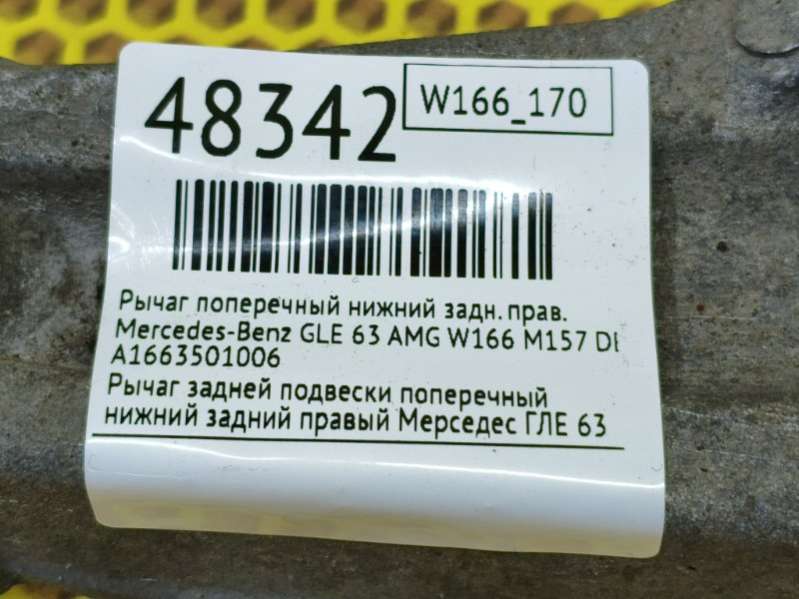 48342
W166_170
Рычаг поперечный нижний задн. прав.
Mercedes-Benz GLE 63 AMG W166 M157 DE
A1663501006
Рычаг задней подвески поперечный
нижний задний правый Мерседес ГЛЕ 63